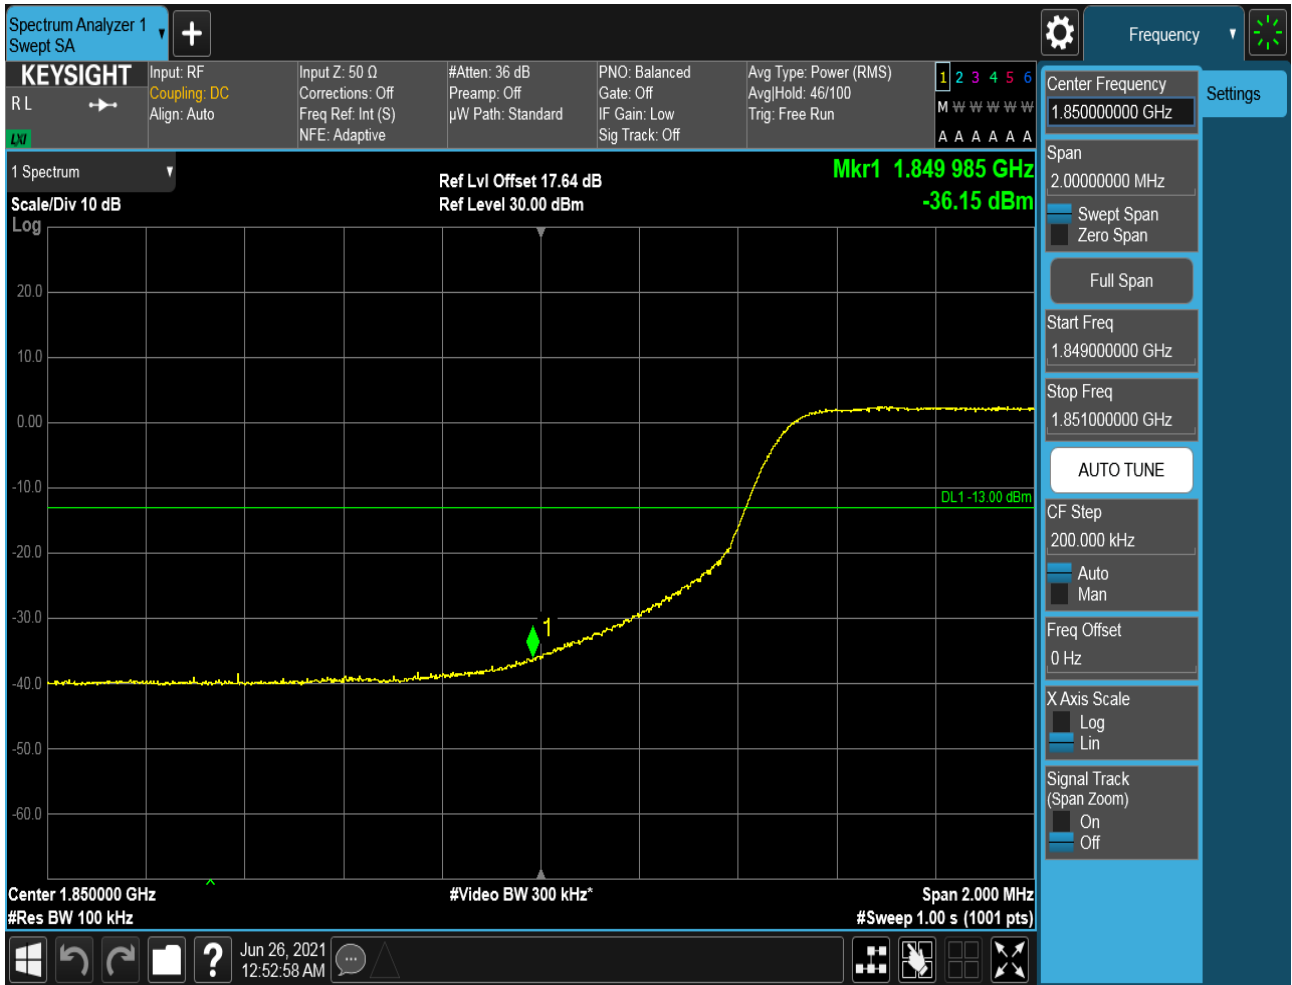 Spectrum Analyzer 1
Swept SA
Frequency
KEYSIGHT
R L
LXI
Input: RF
Coupling: DC
Align: Auto
Input Z: 50 Ω
Corrections: Off
Freq Ref: Int (S)
NFE: Adaptive
#Atten: 36 dB
Preamp: Off
µW Path: Standard
PNO: Balanced
Gate: Off
IF Gain: Low
Sig Track: Off
Avg Type: Power (RMS)
Avg|Hold: 46/100
Trig: Free Run
1 2 3 4 5 6
M W W W W W
A A A A A A
1 Spectrum
Scale/Div 10 dB
Log
Ref Lvl Offset 17.64 dB
Ref Level 30.00 dBm
Mkr1 1.849 985 GHz
-36.15 dBm
20.0
10.0
0.00
-10.0
-20.0
-30.0
-40.0
-50.0
-60.0
DL1 -13.00 dBm
1
Center 1.850000 GHz
#Res BW 100 kHz
#Video BW 300 kHz*
Span 2.000 MHz
#Sweep 1.00 s (1001 pts)
Jun 26, 2021
12:52:58 AM
Center Frequency
1.850000000 GHz
Settings
Span
2.00000000 MHz
Swept Span
Zero Span
Full Span
Start Freq
1.849000000 GHz
Stop Freq
1.851000000 GHz
AUTO TUNE
CF Step
200.000 kHz
Auto
Man
Freq Offset
0 Hz
X Axis Scale
Log
Lin
Signal Track
(Span Zoom)
On
Off